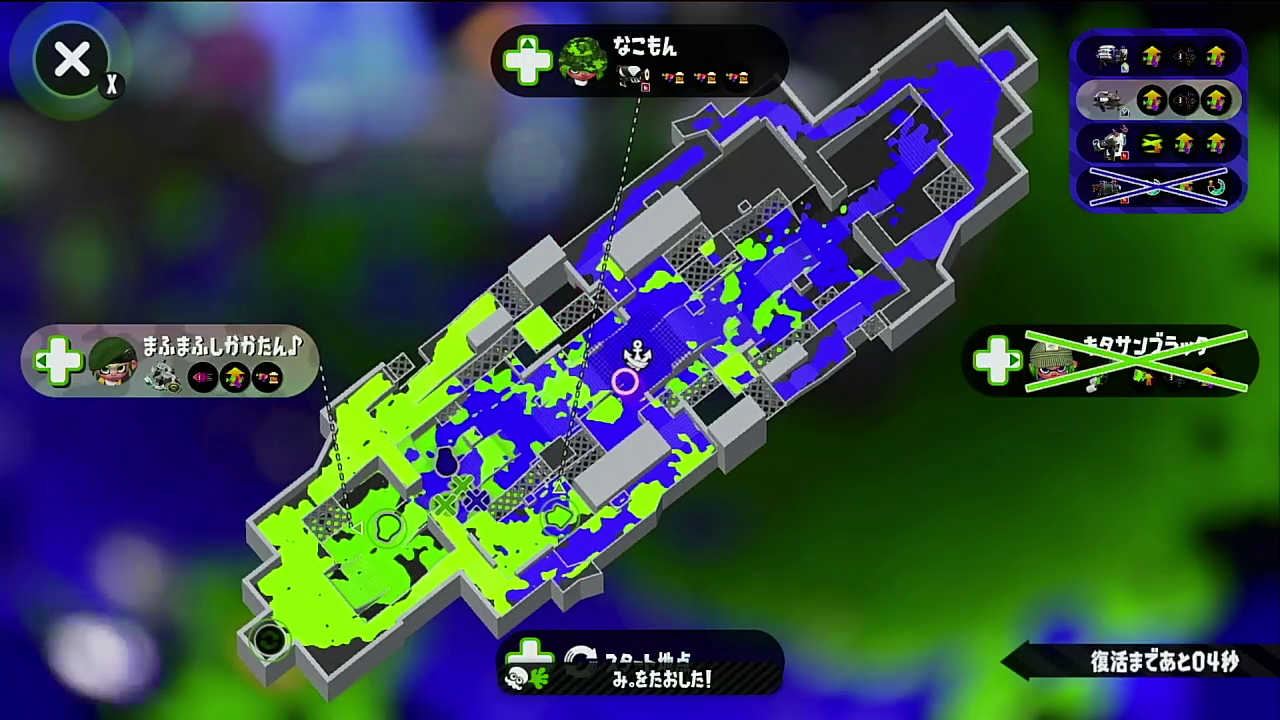 X
なこもん
まふまふしかかたん♪
キタサンブラック
スタート地点
み。をたおした!
復活まであと04秒